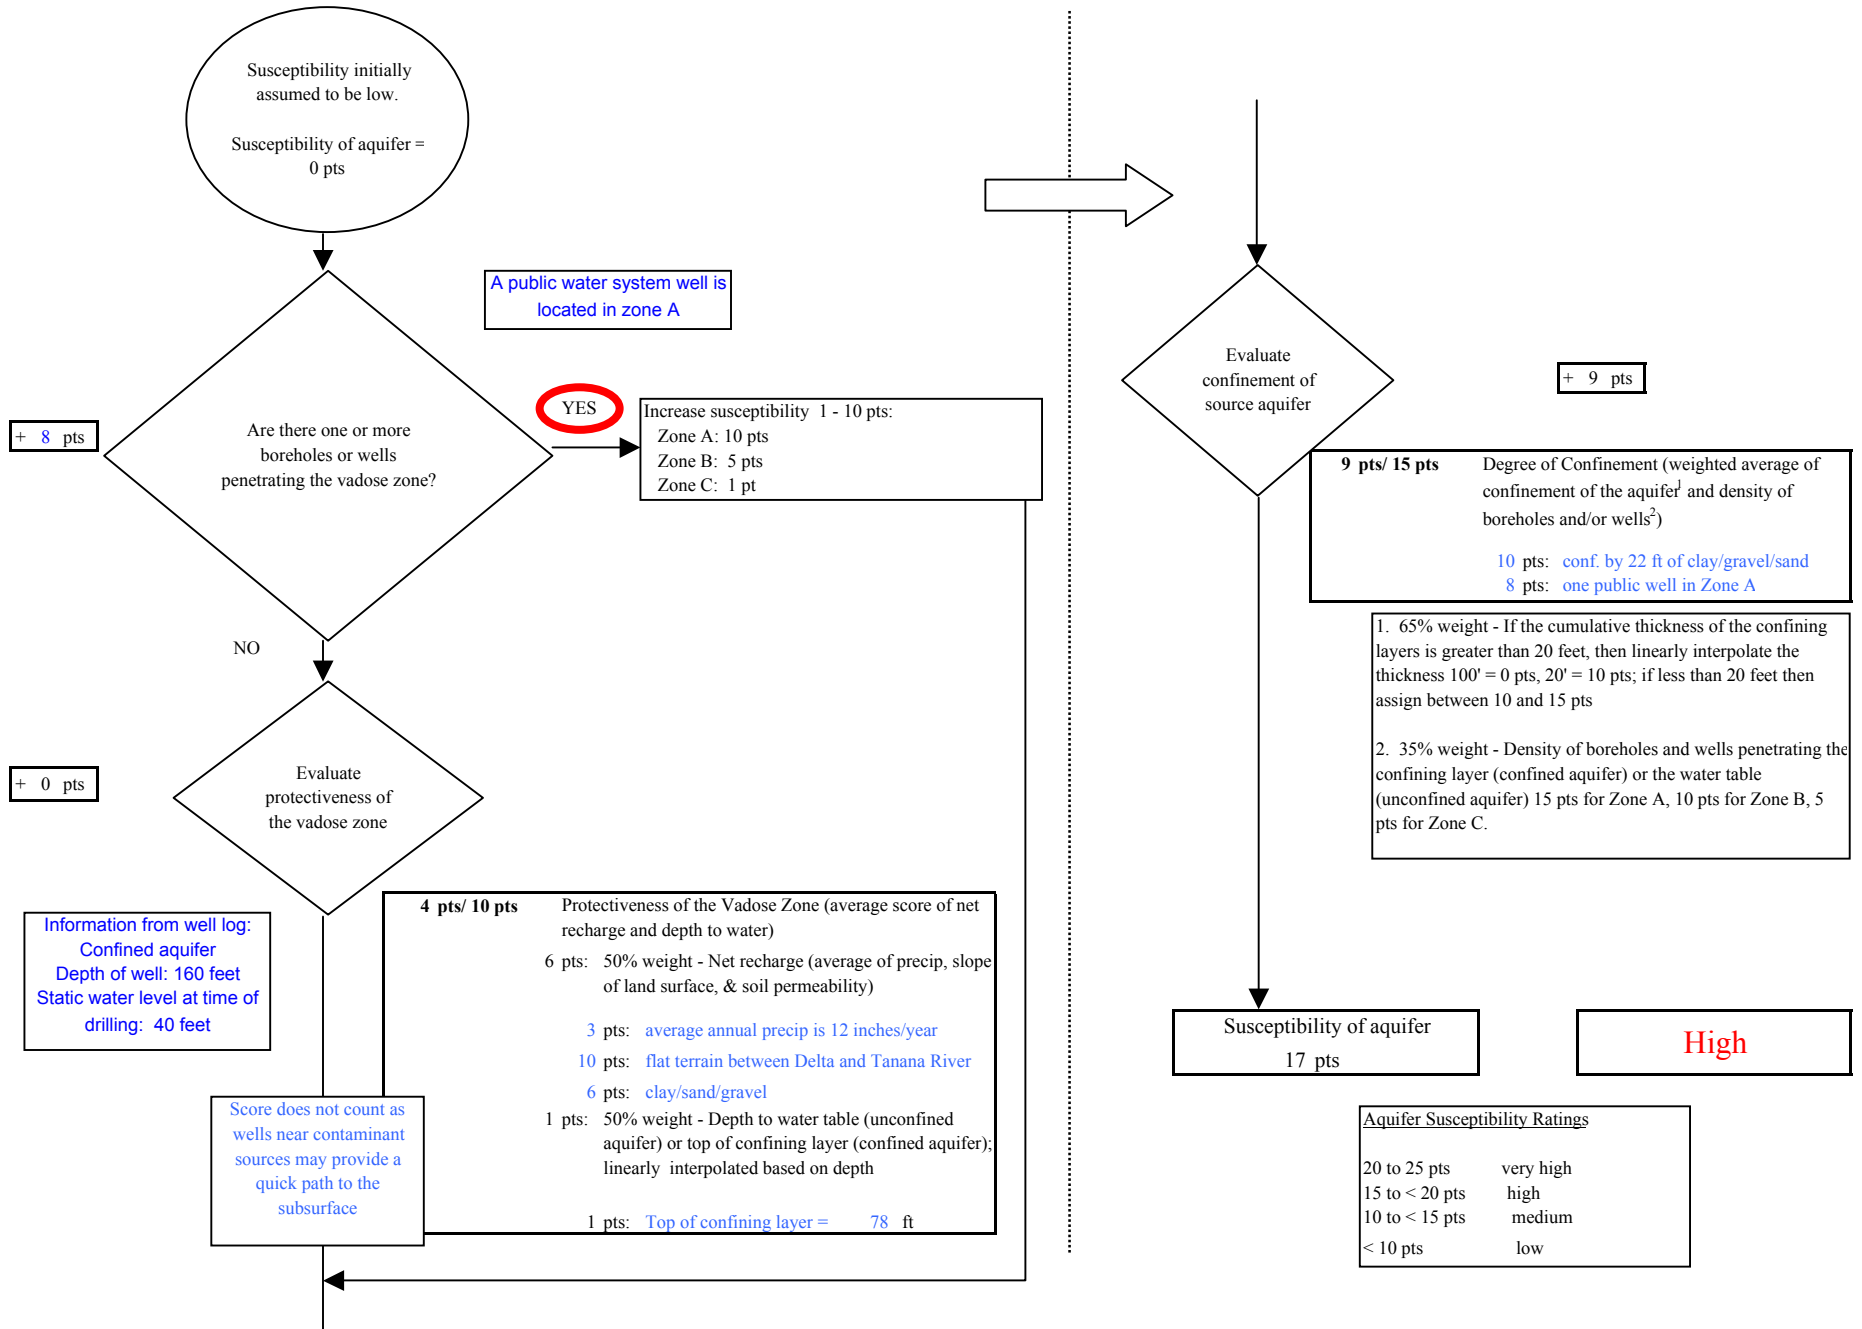 Susceptibility initially
assumed to be low.
Susceptibility of aquifer =
0 pts
A public water system well is
located in zone A
YES
+ 8 pts
Are there one or more
boreholes or wells
penetrating the vadose zone?
Increase susceptibility 1 - 10 pts:
Zone A: 10 pts
Zone B: 5 pts
Zone C: 1 pt
NO
+ 0 pts
Evaluate
protectiveness of
the vadose zone
Information from well log:
Confined aquifer
Depth of well: 160 feet
Static water level at time of
drilling: 40 feet
4 pts/ 10 pts Protectiveness of the Vadose Zone (average score of net
recharge and depth to water)
6 pts: 50% weight - Net recharge (average of precip, slope
of land surface, & soil permeability)
3 pts: average annual precip is 12 inches/year
10 pts: flat terrain between Delta and Tanana River
6 pts: clay/sand/gravel
1 pts: 50% weight - Depth to water table (unconfined
aquifer) or top of confining layer (confined aquifer);
linearly interpolated based on depth
1 pts: Top of confining layer = 78 ft
Score does not count as
wells near contaminant
sources may provide a
quick path to the
subsurface
Evaluate
confinement of
source aquifer
+ 9 pts
9 pts/ 15 pts Degree of Confinement (weighted average of
confinement of the aquifer1 and density of
boreholes and/or wells2)
10 pts: conf. by 22 ft of clay/gravel/sand
8 pts: one public well in Zone A
1. 65% weight - If the cumulative thickness of the confining
layers is greater than 20 feet, then linearly interpolate the
thickness 100' = 0 pts, 20' = 10 pts; if less than 20 feet then
assign between 10 and 15 pts
2. 35% weight - Density of boreholes and wells penetrating the
confining layer (confined aquifer) or the water table
(unconfined aquifer) 15 pts for Zone A, 10 pts for Zone B, 5
pts for Zone C.
Susceptibility of aquifer
17 pts
High
Aquifer Susceptibility Ratings
20 to 25 pts very high
15 to < 20 pts high
10 to < 15 pts medium
< 10 pts low